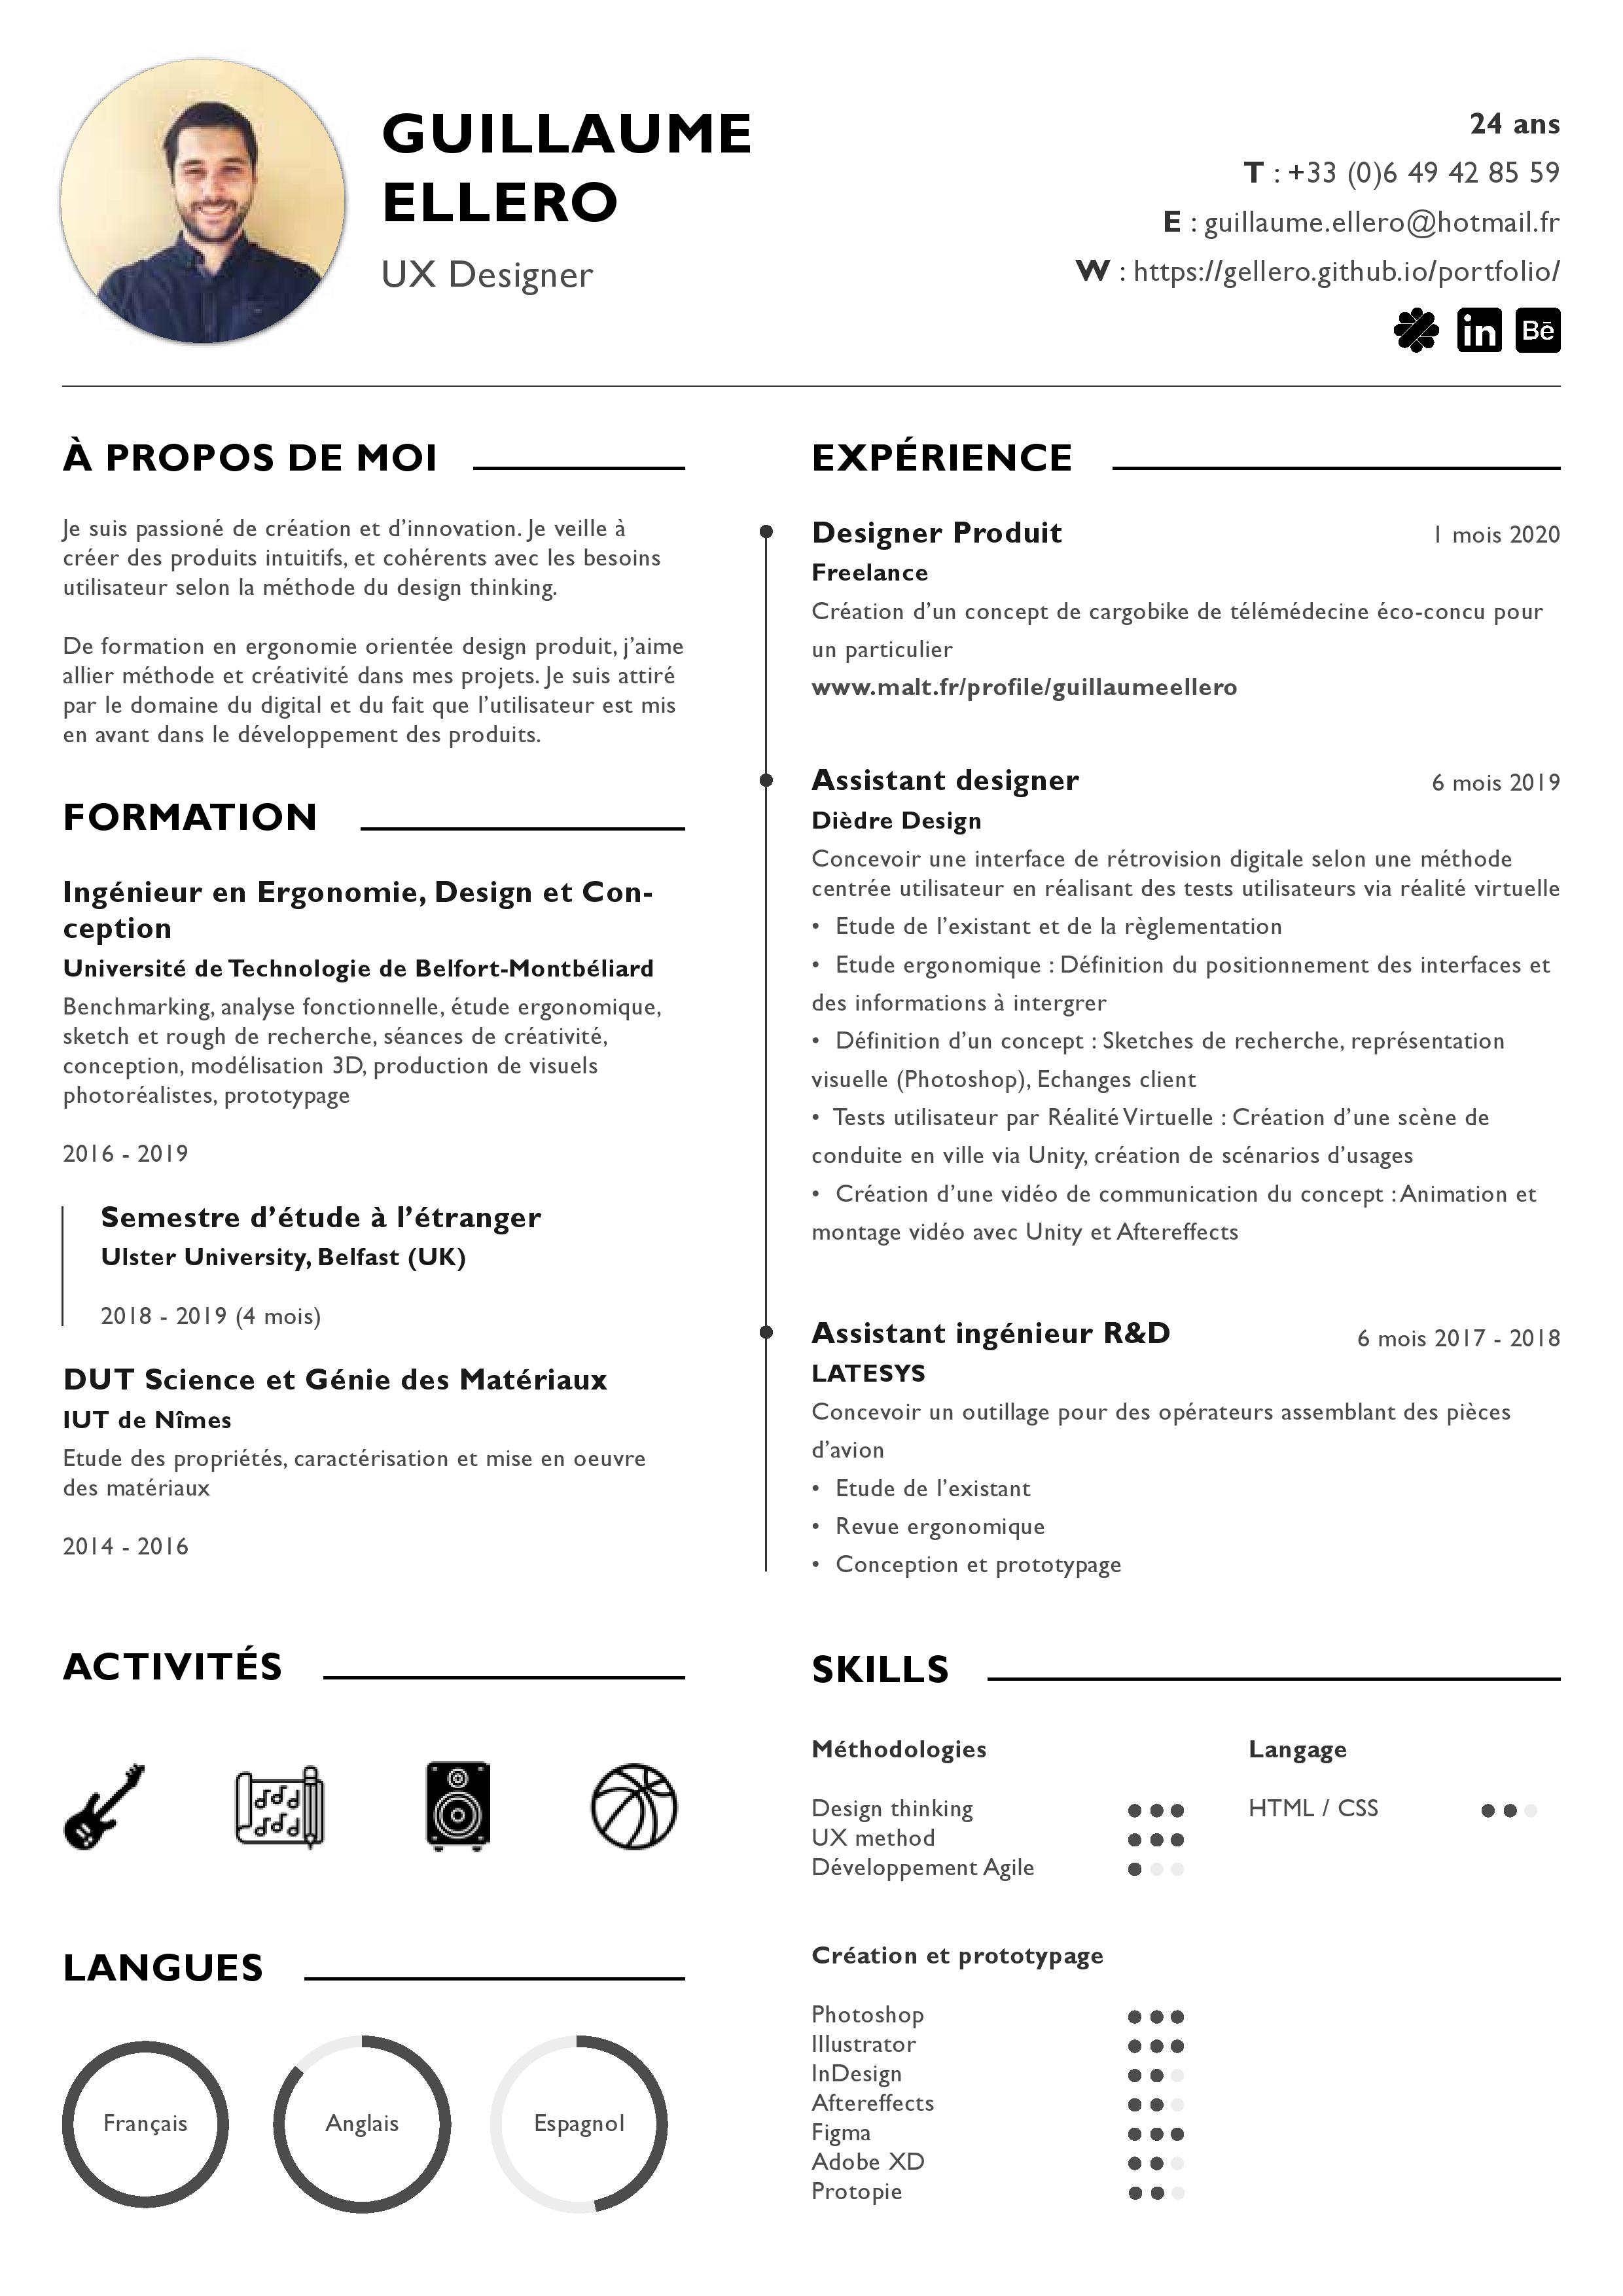 GUILLAUME
ELLERO
UX Designer
24 ans
T : +33 (0)6 49 42 85 59
E : guillaume.ellero@hotmail.fr
W : https://gellero.github.io/portfolio/
in
Bē
À PROPOS DE MOI
Je suis passioné de création et d’innovation. Je veille à
créer des produits intuitifs, et cohérents avec les besoins
utilisateur selon la méthode du design thinking.
De formation en ergonomie orientée design produit, j’aime
allier méthode et créativité dans mes projets. Je suis attiré
par le domaine du digital et du fait que l’utilisateur est mis
en avant dans le développement des produits.
FORMATION
Ingénieur en Ergonomie, Design et Con-
ception
Université de Technologie de Belfort-Montbéliard
Benchmarking, analyse fonctionnelle, étude ergonomique,
sketch et rough de recherche, séances de créativité,
conception, modélisation 3D, production de visuels
photoréalistes, prototypage
2016 - 2019
Semestre d’étude à l’étranger
Ulster University, Belfast (UK)
2018 - 2019 (4 mois)
DUT Science et Génie des Matériaux
IUT de Nîmes
Etude des propriétés, caractérisation et mise en oeuvre
des matériaux
2014 - 2016
ACTIVITÉS
LANGUES
Français
Anglais
Espagnol
EXPÉRIENCE
Designer Produit
1 mois 2020
Freelance
Création d’un concept de cargobike de télémédecine éco-concu pour
un particulier
www.malt.fr/profile/guillaumeellero
Assistant designer
6 mois 2019
Dièdre Design
Concevoir une interface de rétrovision digitale selon une méthode
centrée utilisateur en réalisant des tests utilisateurs via réalité virtuelle
• Etude de l’existant et de la règlementation
• Etude ergonomique : Définition du positionnement des interfaces et
des informations à intergrer
• Définition d’un concept : Sketches de recherche, représentation
visuelle (Photoshop), Echanges client
• Tests utilisateur par Réalité Virtuelle : Création d’une scène de
conduite en ville via Unity, création de scénarios d’usages
• Création d’une vidéo de communication du concept : Animation et
montage vidéo avec Unity et Aftereffects
Assistant ingénieur R&D
6 mois 2017 - 2018
LATESYS
Concevoir un outillage pour des opérateurs assemblant des pièces
d’avion
• Etude de l’existant
• Revue ergonomique
• Conception et prototypage
SKILLS
Méthodologies
Design thinking
UX method
Développement Agile
Langage
HTML / CSS
Création et prototypage
Photoshop
Illustrator
InDesign
Aftereffects
Figma
Adobe XD
Protopie